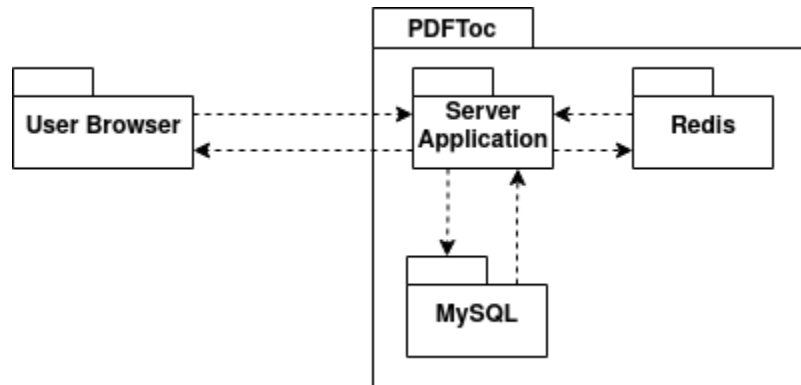 PDFToc
User Browser
Server
Application
Redis
MySQL